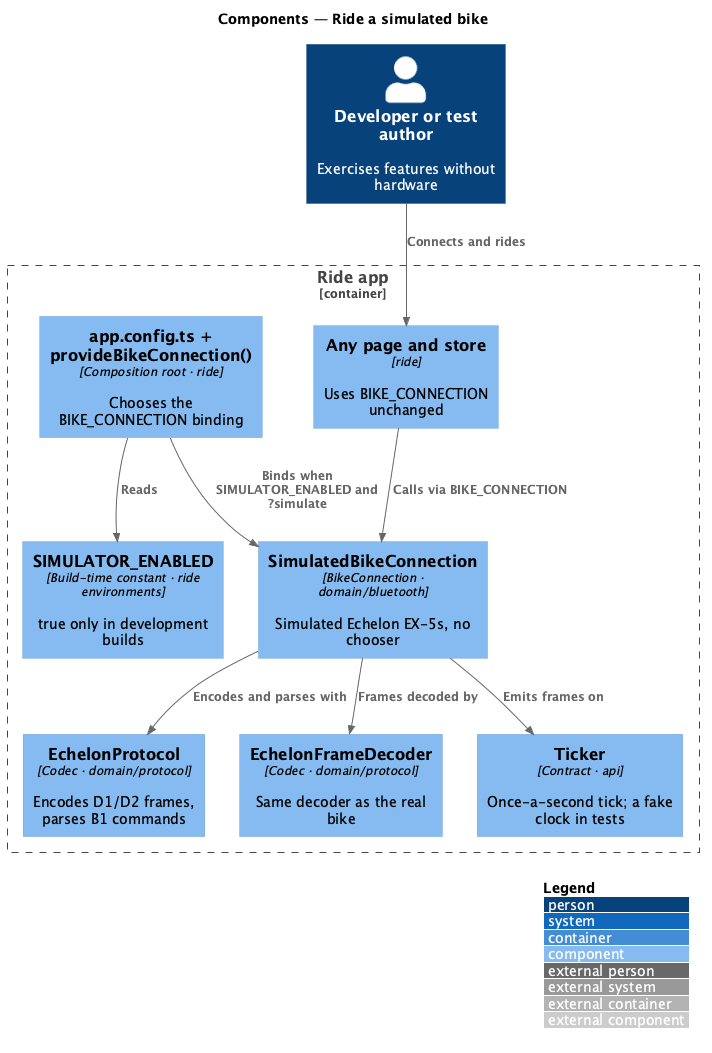 Components — Ride a simulated bike
Developer or test
author
Exercises features without
hardware
Connects and rides
Ride app
[container]
app.config.ts +
provideBikeConnection()
[Composition root · ride]
Chooses the
BIKE_CONNECTION binding
Any page and store
[ride]
Uses BIKE_CONNECTION
unchanged
Reads
Binds when
SIMULATOR_ENABLED and
?simulate
Calls via BIKE_CONNECTION
SIMULATOR_ENABLED
[Build-time constant · ride
environments]
true only in development
builds
SimulatedBikeConnection
[BikeConnection ·
domain/bluetooth]
Simulated Echelon EX-5s, no
chooser
Encodes and parses with
Frames decoded by
Emits frames on
EchelonProtocol
[Codec · domain/protocol]
Encodes D1/D2 frames,
parses B1 commands
EchelonFrameDecoder
[Codec · domain/protocol]
Same decoder as the real
bike
Ticker
[Contract · api]
Once-a-second tick; a fake
clock in tests
Legend
person
system
container
component
external person
external system
external container
external component